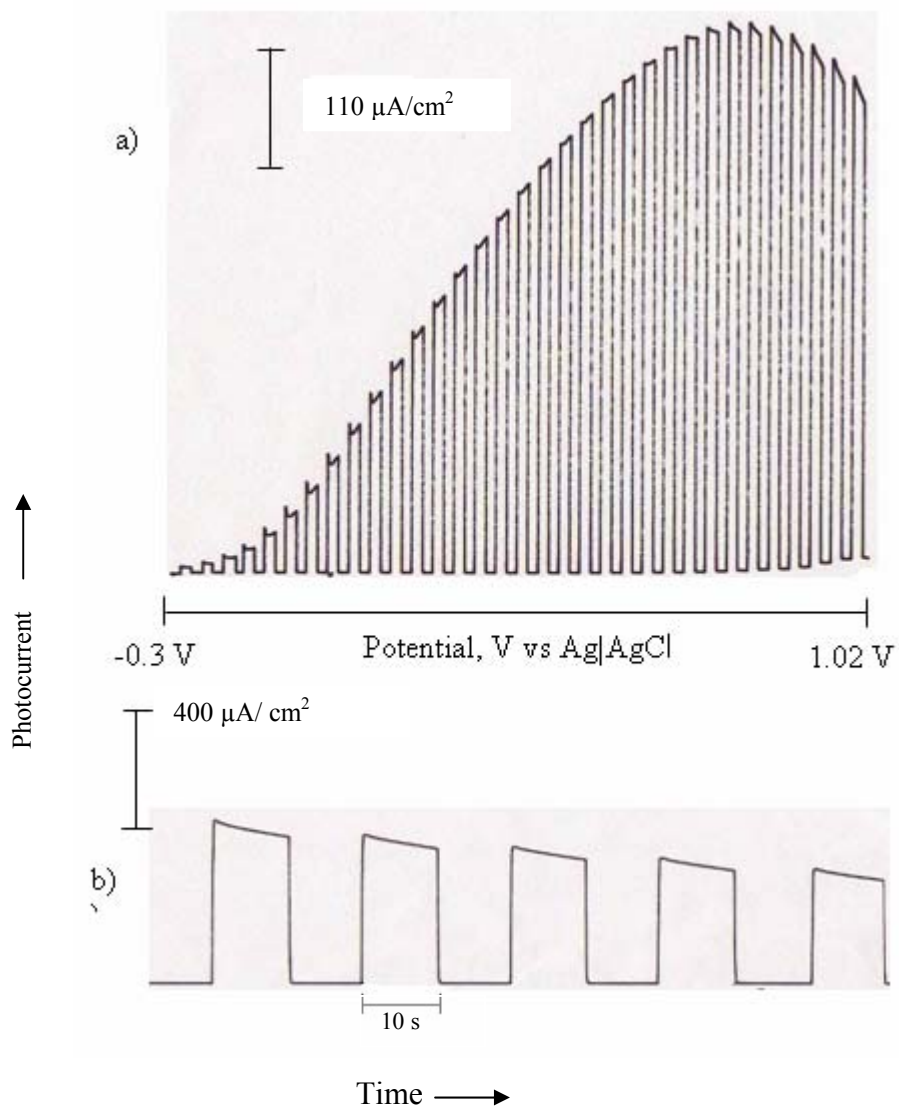 110 µA/cm²
a)
-0.3 V
Potential, V vs Ag|AgCl
1.02 V
Photocurrent
400 µA/ cm²
b)
10 s
Time